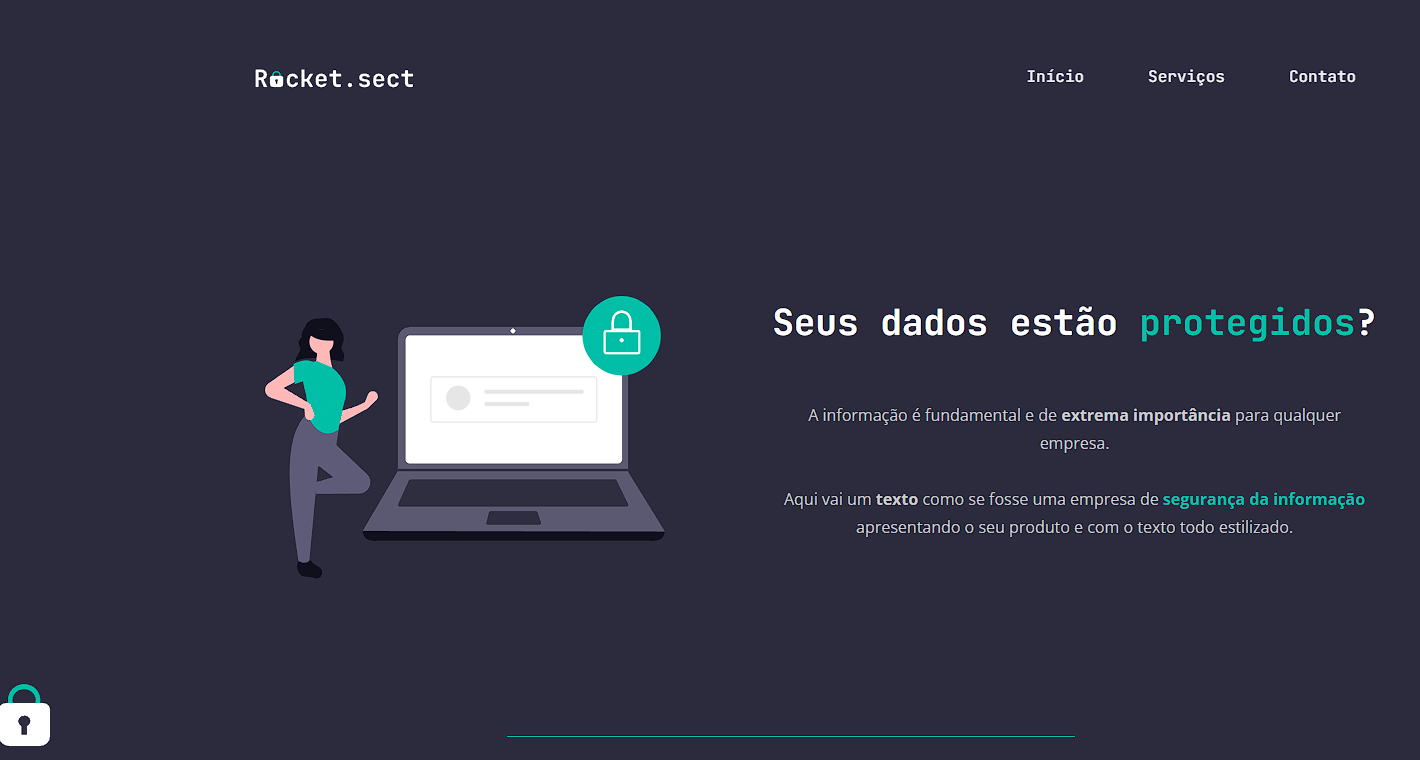 Rocket.sect
Início Serviços Contato
Seus dados estão protegidos?
A informação é fundamental e de extrema importância para qualquer
empresa.
Aqui vai um texto como se fosse uma empresa de segurança da informação
apresentando o seu produto e com o texto todo estilizado.